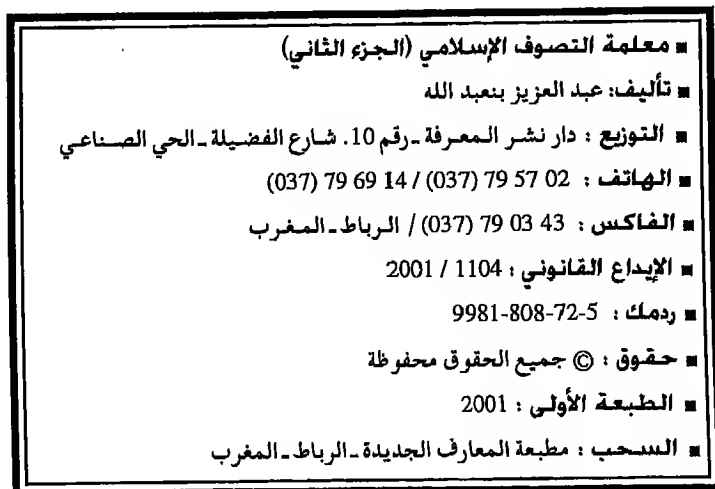 ▪ معلمة التصوف الإسلامي (الجزء الثاني)
▪ تأليف: عبد العزيز بنعبد الله
▪ التوزيع : دار نشر المعرفة ـ رقم 10. شارع الفضيلة ـ الحي الصناعي
▪ الهاتف : 02 57 79 (037) / 14 69 79 (037)
▪ الفاكس : 43 03 79 (037) / الرباط ـ المغرب
▪ الإيداع القانوني : 1104 / 2001
▪ ردمك : 5-72-808-9981
▪ حقوق : © جميع الحقوق محفوظة
▪ الطبعة الأولى : 2001
▪ السحب : مطبعة المعارف الجديدة ـ الرباط ـ المغرب